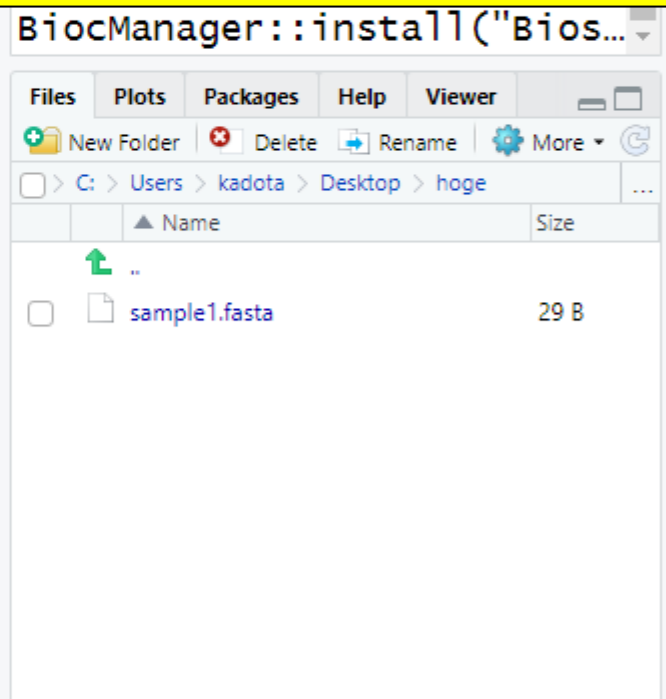 BiocManager::install("Bios...
Files Plots Packages Help Viewer
New Folder Delete Rename More
C: > Users > kadota > Desktop > hoge ...
Name Size
..
sample1.fasta 29 B